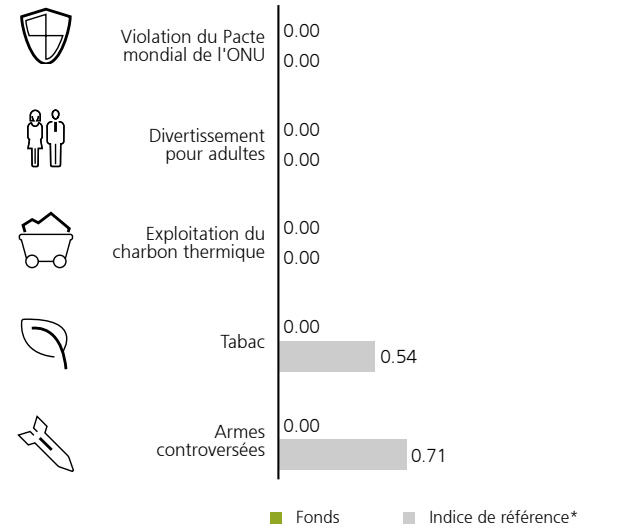 Violation du Pacte
mondial de l'ONU
0.00
0.00
Divertissement
pour adultes
0.00
0.00
Exploitation du
charbon thermique
0.00
0.00
Tabac
0.00
0.54
Armes
controversées
0.00
0.71
Fonds
Indice de référence*